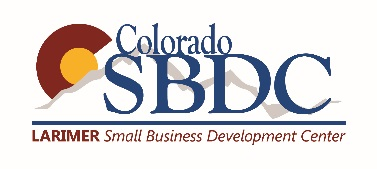 Colorado
SBDC
LARIMER Small Business Development Center